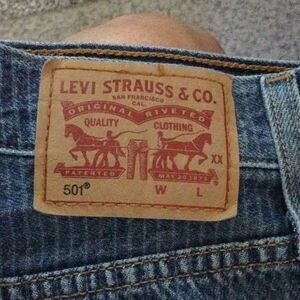 LEVI STRAUSS & CO.
SAN FRANCISCO
CAL.
ORIGINAL RIVETED
QUALITY CLOTHING
XX
PATENTED MAY 20 1873
501® W L